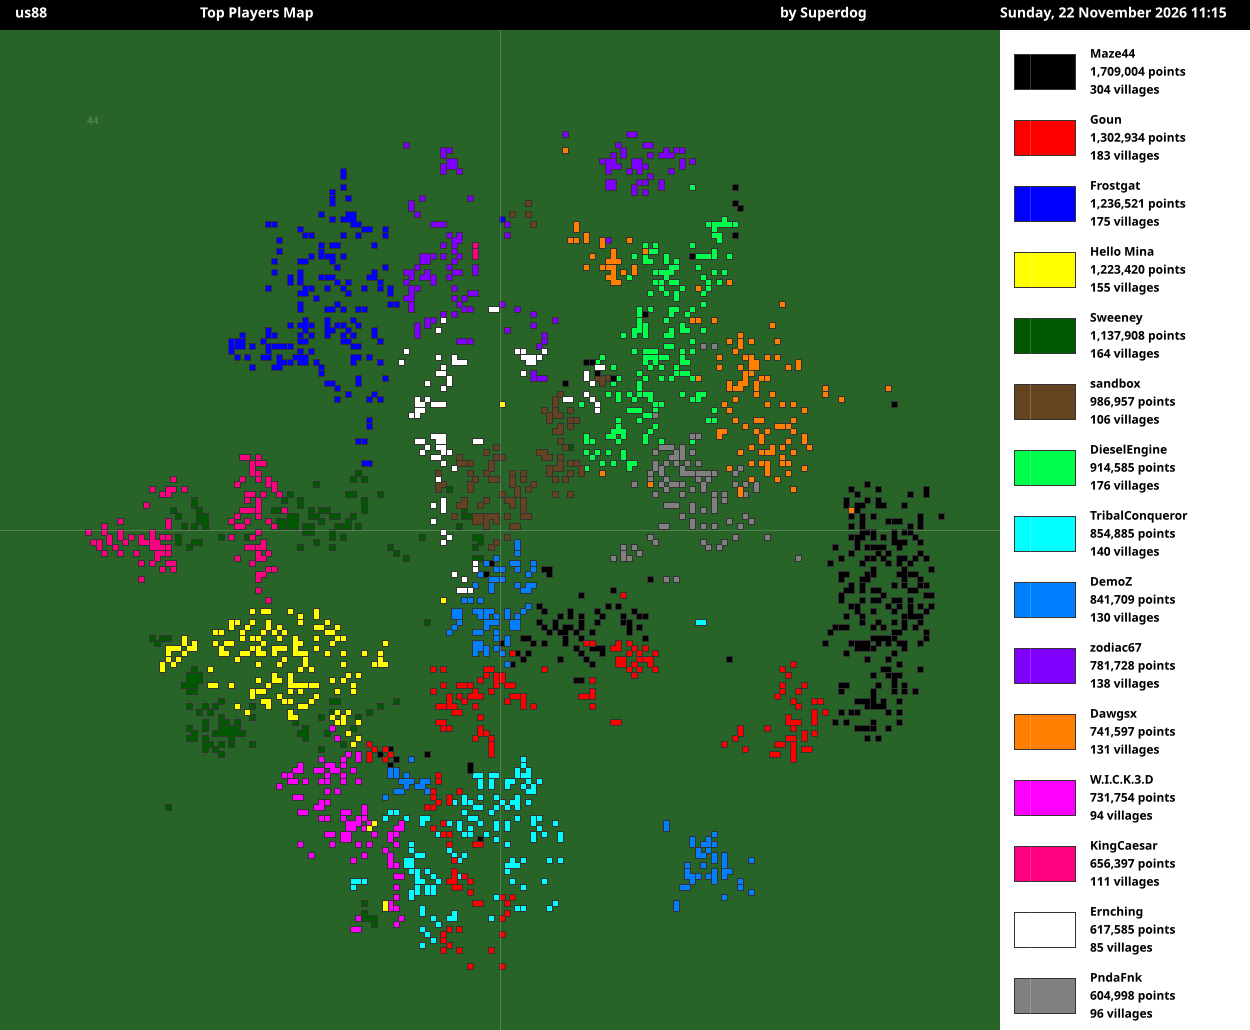 us88 Top Players Map by Superdog Sunday, 22 November 2026 11:15
44
Maze44
1,709,004 points
304 villages
Goun
1,302,934 points
183 villages
Frostgat
1,236,521 points
175 villages
Hello Mina
1,223,420 points
155 villages
Sweeney
1,137,908 points
164 villages
sandbox
986,957 points
106 villages
DieselEngine
914,585 points
176 villages
TribalConqueror
854,885 points
140 villages
DemoZ
841,709 points
130 villages
zodiac67
781,728 points
138 villages
Dawgsx
741,597 points
131 villages
W.I.C.K.3.D
731,754 points
94 villages
KingCaesar
656,397 points
111 villages
Ernching
617,585 points
85 villages
PndaFnk
604,998 points
96 villages